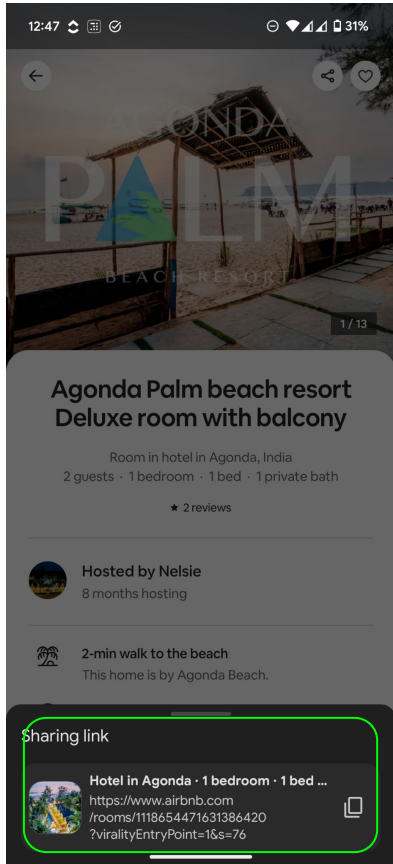 12:47
31%
AGONDA
PALM
BEACH RESORT
1 / 13
Agonda Palm beach resort
Deluxe room with balcony
Room in hotel in Agonda, India
2 guests · 1 bedroom · 1 bed · 1 private bath
★ 2 reviews
Hosted by Nelsie
8 months hosting
2-min walk to the beach
This home is by Agonda Beach.
Sharing link
Hotel in Agonda · 1 bedroom · 1 bed ...
https://www.airbnb.com
/rooms/1118654471631386420
?viralityEntryPoint=1&s=76